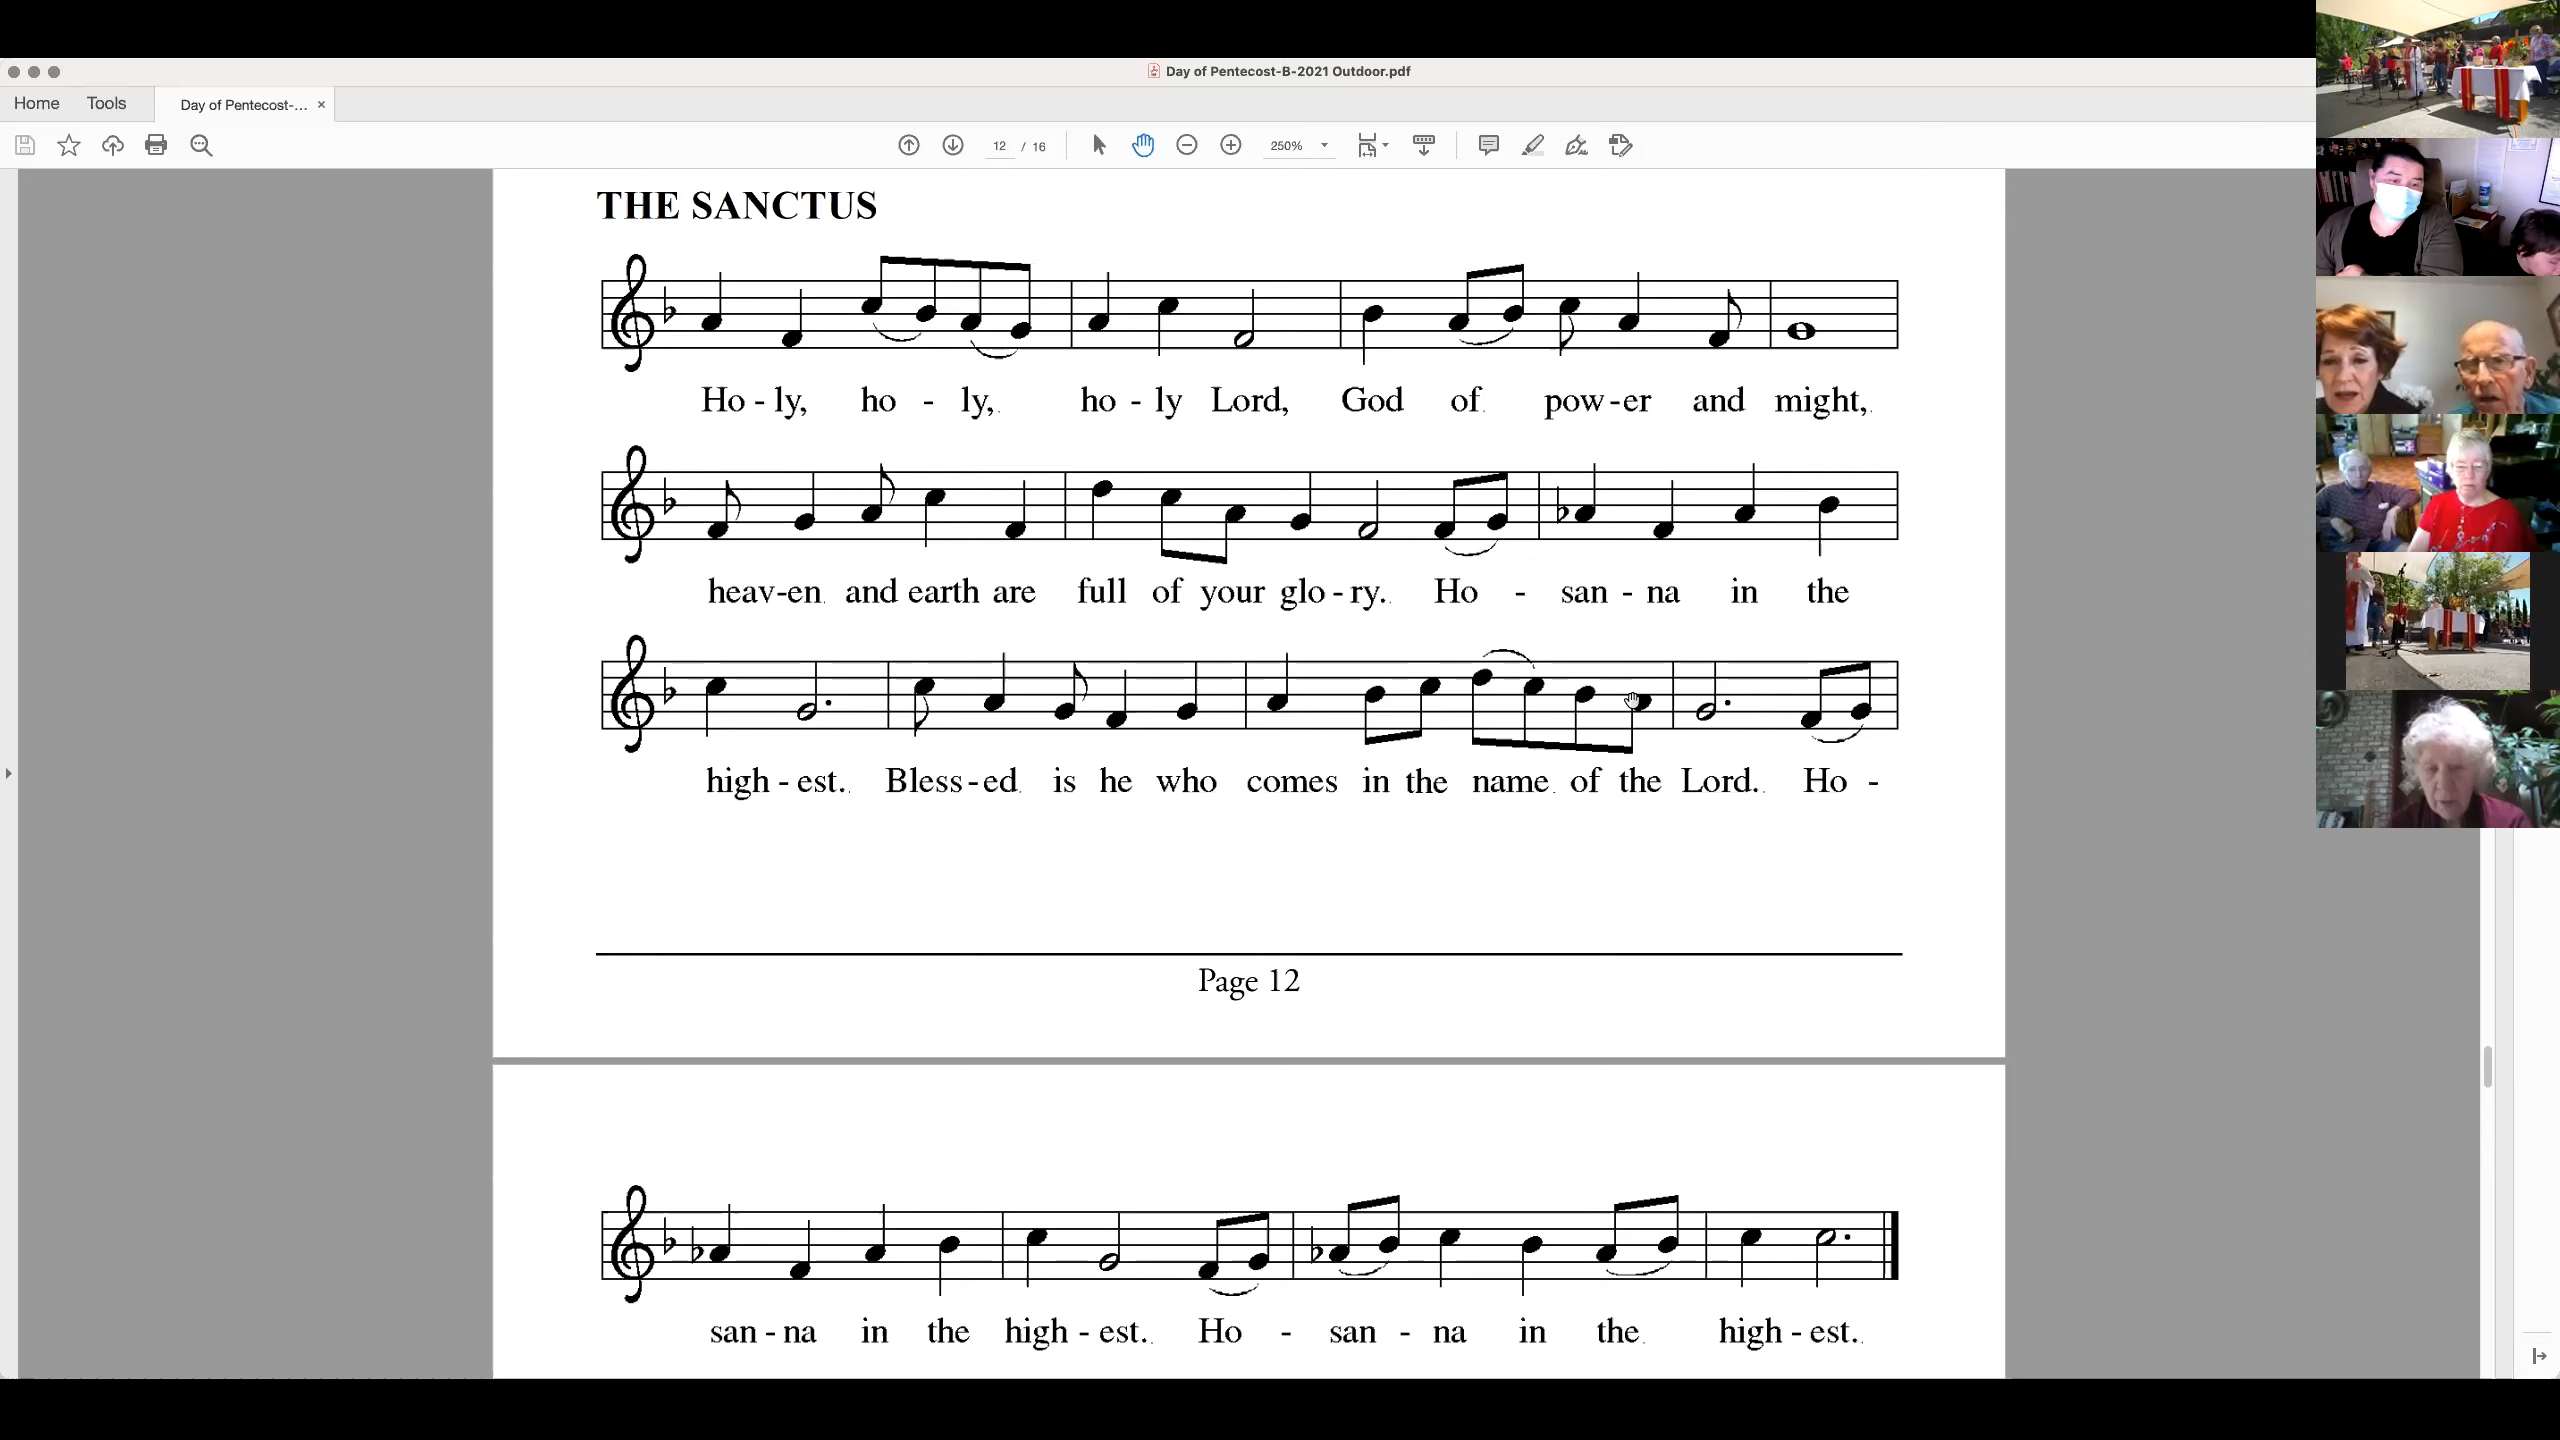 Day of Pentecost-B-2021 Outdoor.pdf
Home Tools Day of Pentecost-... ×
12 / 16 250%
THE SANCTUS
Ho - ly, ho - ly, ho - ly Lord, God of pow-er and might,
heav-en and earth are full of your glo - ry. Ho - san - na in the
high - est. Bless-ed is he who comes in the name of the Lord. Ho -
Page 12
san - na in the high - est. Ho - san - na in the high - est.